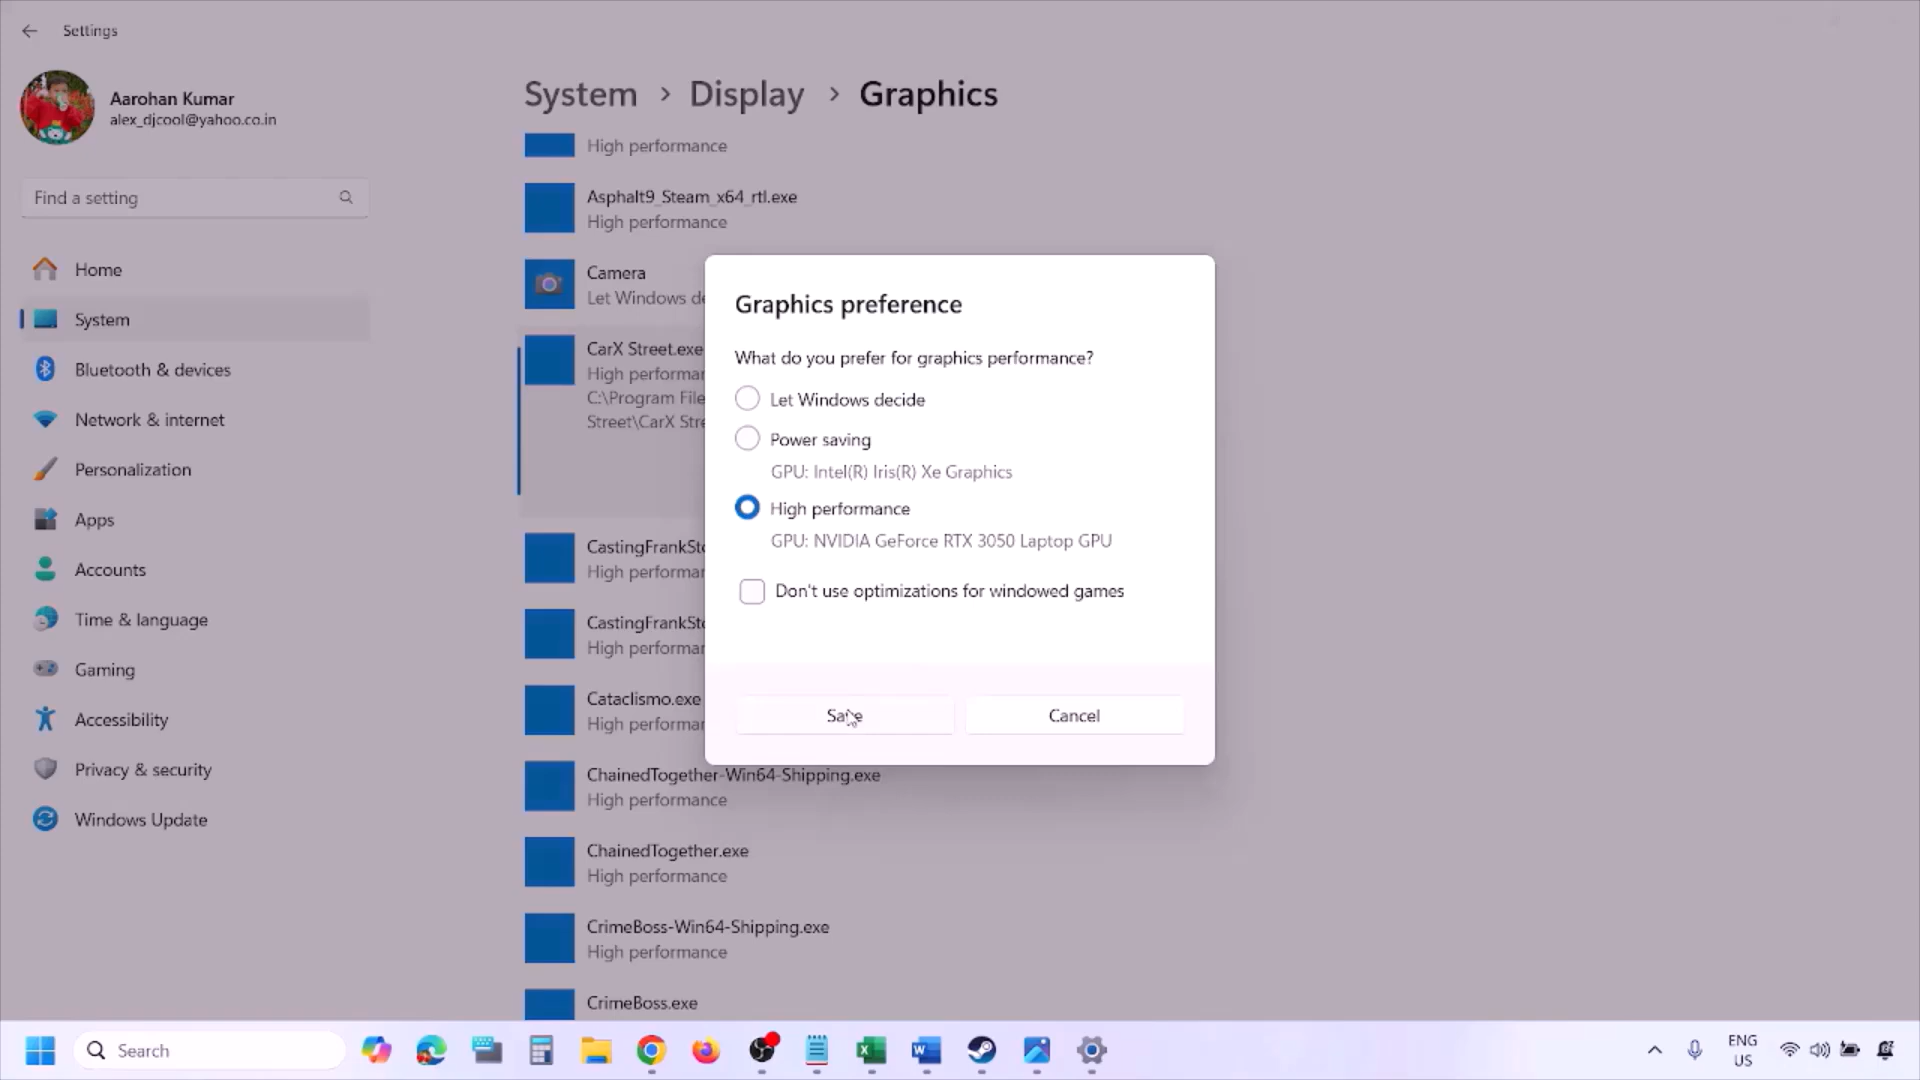 Settings
Aarohan Kumar
alex_djcool@yahoo.co.in
Find a setting
Home
System
Bluetooth & devices
Network & internet
Personalization
Apps
Accounts
Time & language
Gaming
Accessibility
Privacy & security
Windows Update
System > Display > Graphics
High performance
Asphalt9_Steam_x64_rtl.exe
High performance
Camera
Let Windows de
CarX Street.exe
High performan
C:\Program File
Street\CarX Stre
CastingFrankSto
High performan
CastingFrankSto
High performan
Cataclismo.exe
High performan
ChainedTogether-Win64-Shipping.exe
High performance
ChainedTogether.exe
High performance
CrimeBoss-Win64-Shipping.exe
High performance
CrimeBoss.exe
Graphics preference
What do you prefer for graphics performance?
Let Windows decide
Power saving
GPU: Intel(R) Iris(R) Xe Graphics
High performance
GPU: NVIDIA GeForce RTX 3050 Laptop GPU
Don't use optimizations for windowed games
Save
Cancel
Search
ENG
US